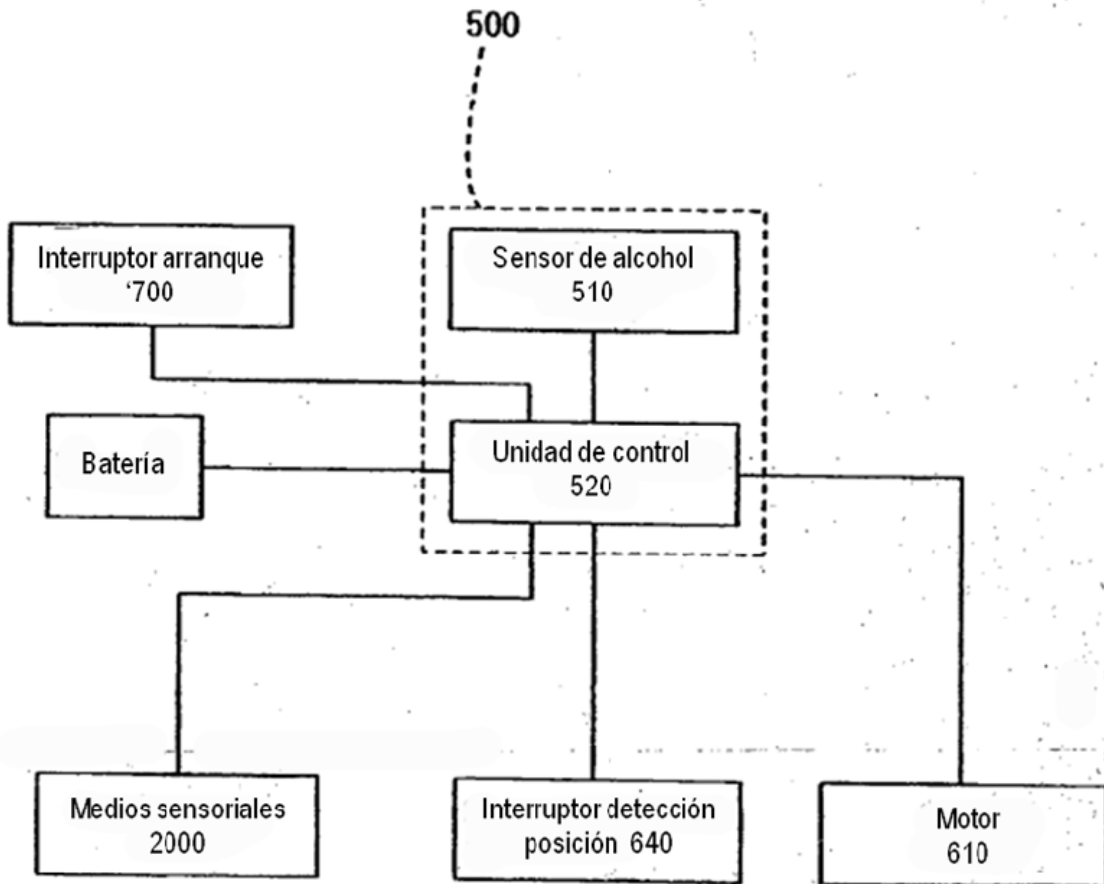 500
Interruptor arranque
'700
Sensor de alcohol
510
Batería
Unidad de control
520
Medios sensoriales
2000
Interruptor detección
posición 640
Motor
610